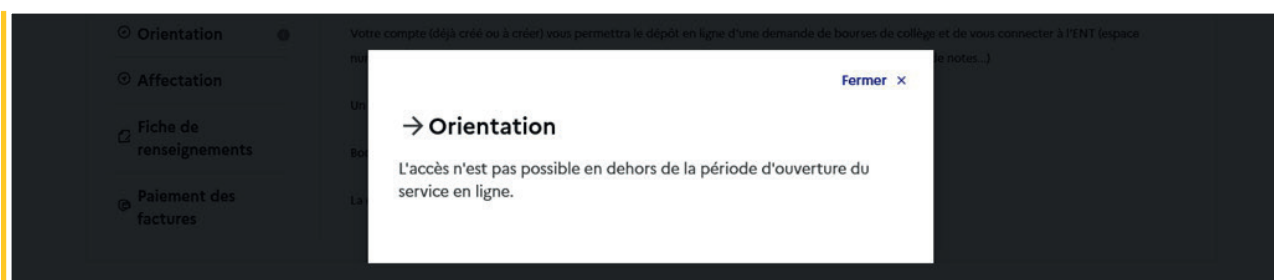 Orientation
Votre compte (déjà créé ou à créer) vous permettra le dépôt en ligne d'une demande de bourses de collège et de vous connecter à l'ENT (espace
e notes...)
Affectation
Un
Fiche de
renseignements
Paiement des
factures
La
Fermer ×
→ Orientation
L'accès n'est pas possible en dehors de la période d'ouverture du
service en ligne.